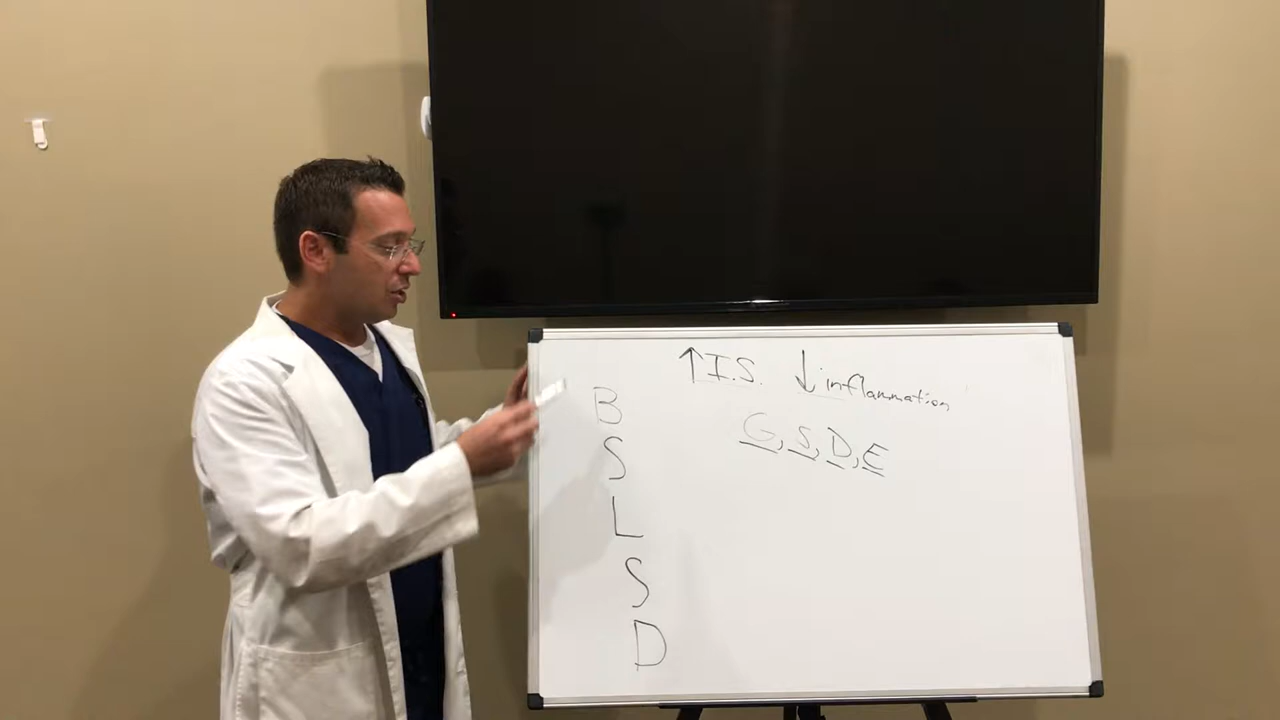 ↑I.S. ↓inflammation
G,S,D,E
B
S
L
S
D